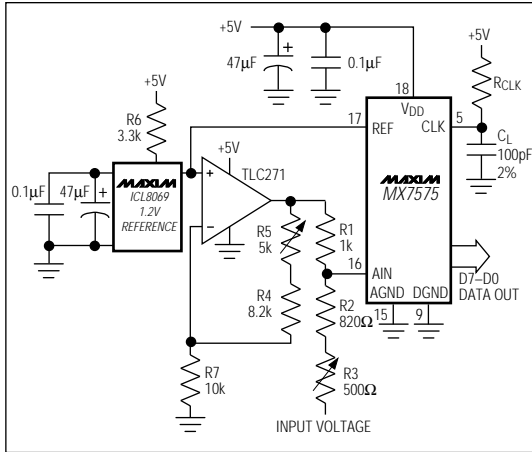 +5V
47µF
+
0.1µF
+5V
RCLK
18
VDD
+5V
R6
3.3k
17
REF
CLK
5
CL
100pF
2%
MAXIM
MX7575
+5V
TLC271
+
−
0.1µF
47µF
+
MAXIM
ICL8069
1.2V
REFERENCE
R5
5k
R1
1k
16
AIN
D7–D0
DATA OUT
R4
8.2k
R2
820Ω
AGND
DGND
15
9
R7
10k
R3
500Ω
INPUT VOLTAGE